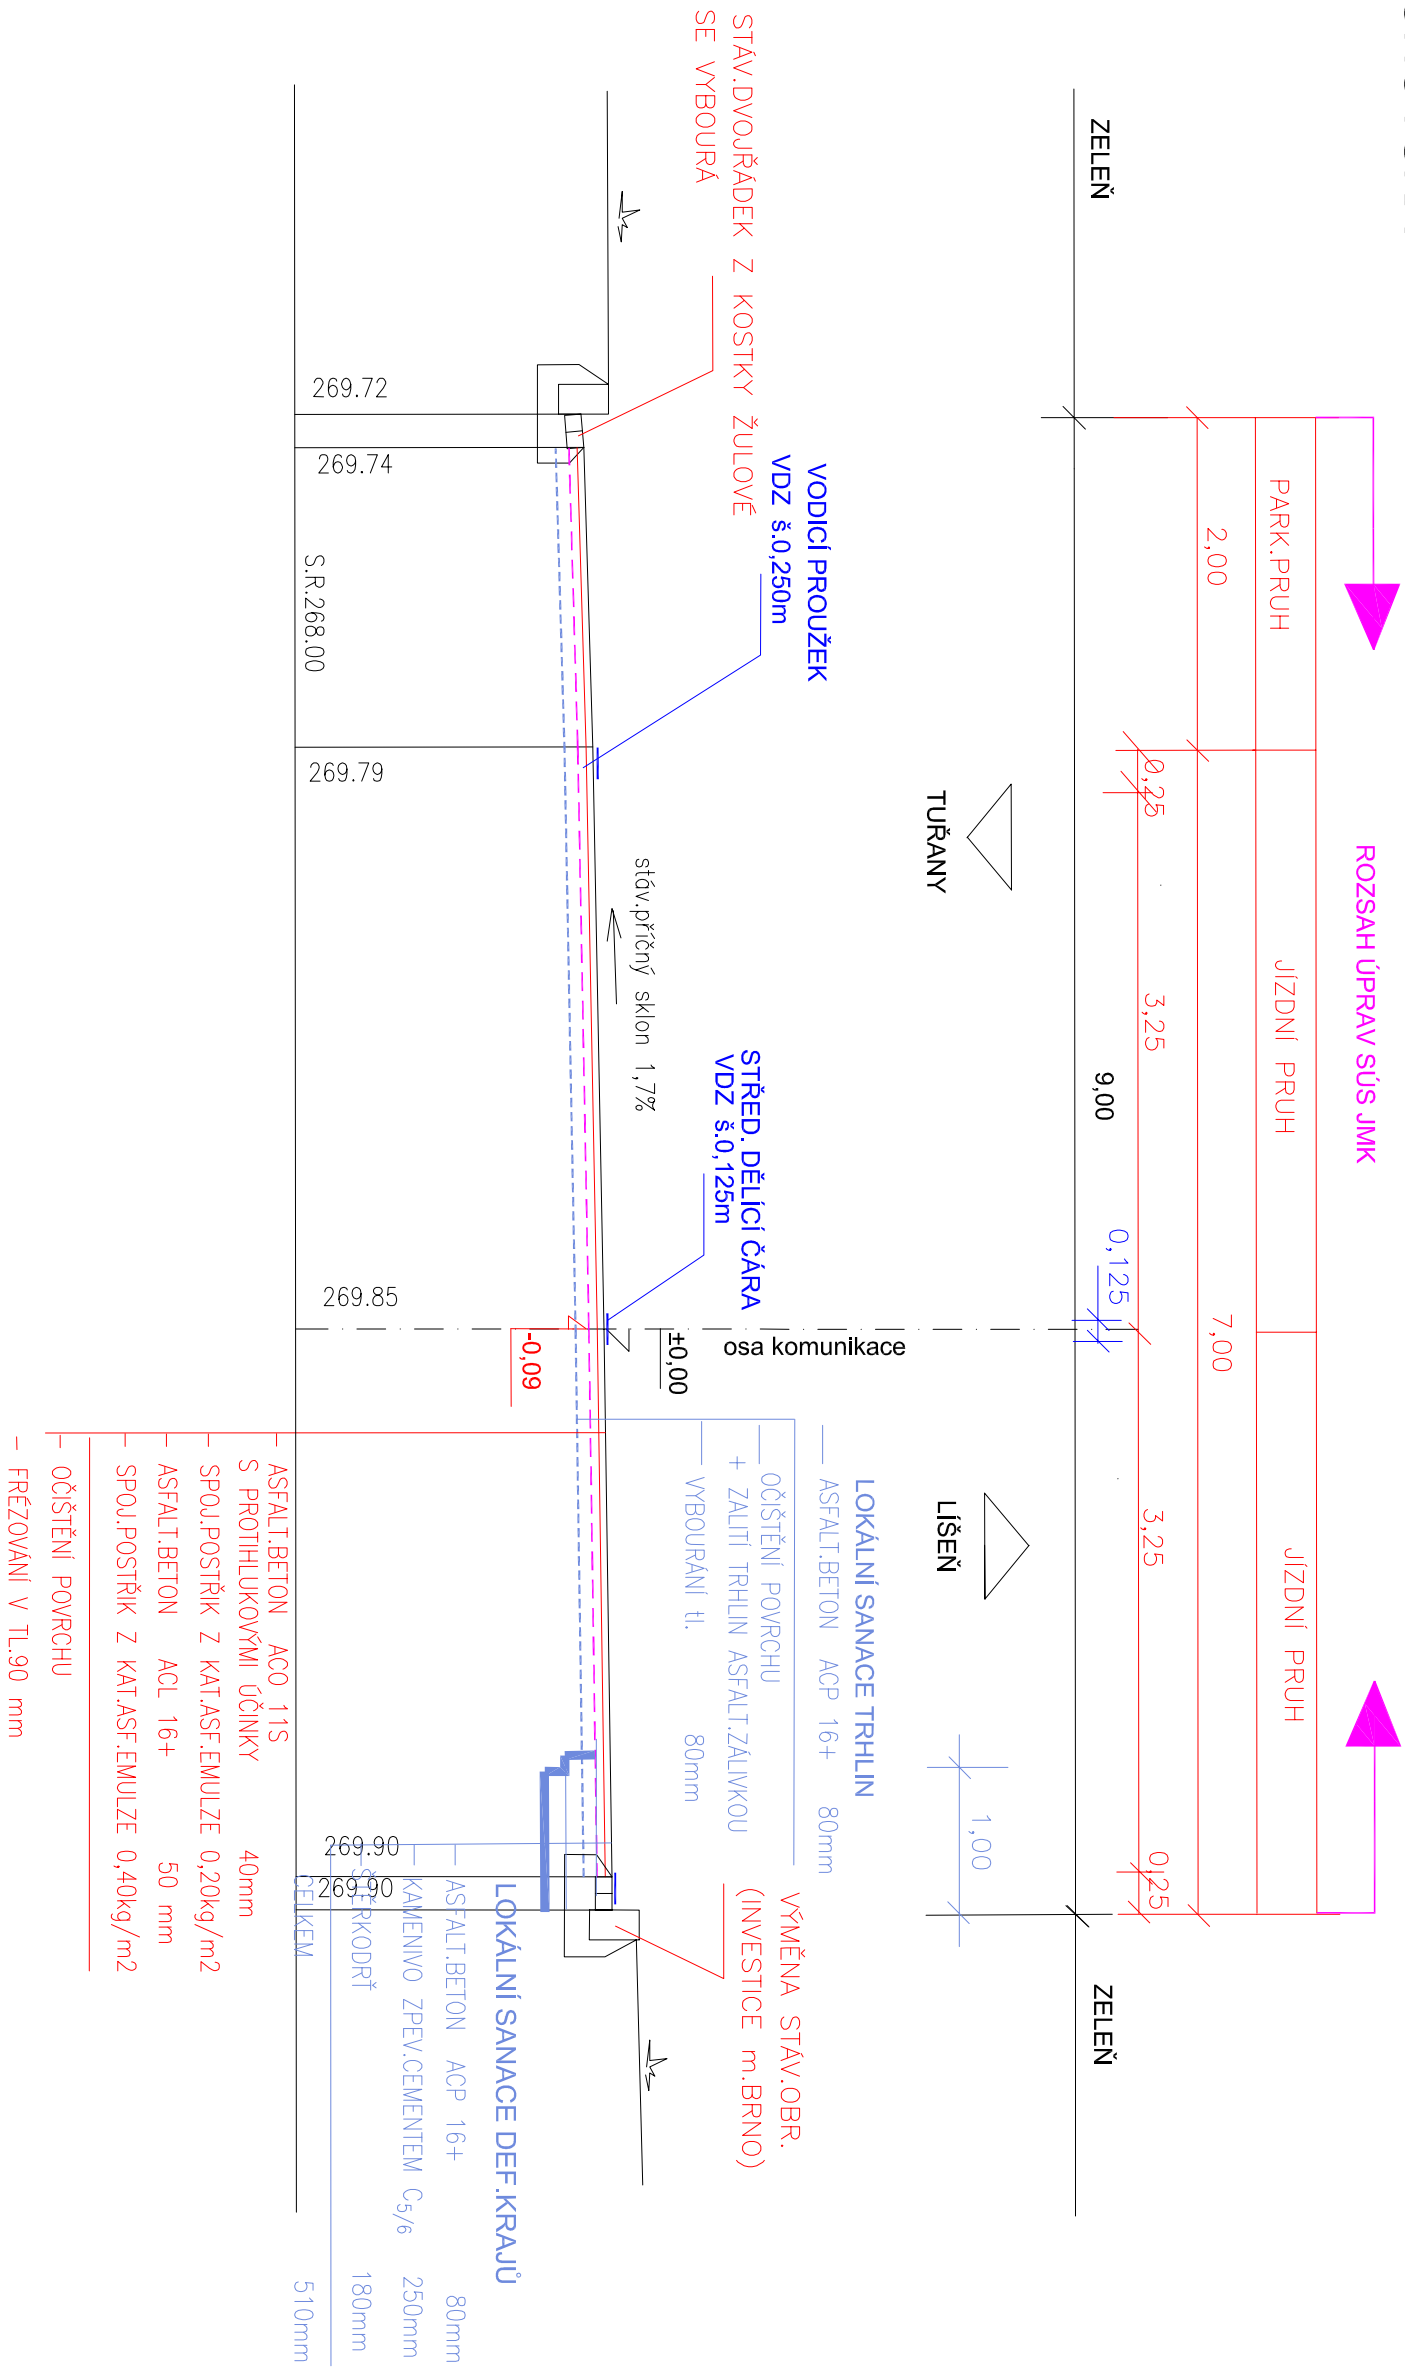 ROZSAH ÚPRAV SÚS JMK
PARK.PRUH
JÍZDNÍ PRUH
JÍZDNÍ PRUH
2,00
7,00
0,25
3,25
3,25
0,25
0,125
ZELEŇ
9,00
ZELEŇ
TUŘANY
LÍŠEŇ
1,00
osa komunikace
±0,00
-0,09
VODICÍ PROUŽEK
VDZ š.0,250m
STŘED. DĚLÍCÍ ČÁRA
VDZ š.0,125m
STÁV.DVOJŘÁDEK Z KOSTKY ŽULOVÉ
SE VYBOURÁ
stáv.příčný sklon 1,7%
LOKÁLNÍ SANACE TRHLIN
ASFALT.BETON ACP 16+ 80mm
OČIŠTĚNÍ POVRCHU
+ ZALITÍ TRHLIN ASFALT.ZÁLIVKOU
VYBOURÁNÍ tl. 80mm
VÝMĚNA STÁV.OBR.
(INVESTICE m.BRNO)
269.72
269.74
269.79
269.85
269.90
269.90
S.R.268.00
LOKÁLNÍ SANACE DEF.KRAJŮ
ASFALT.BETON ACP 16+ 80mm
KAMENIVO ZPEV.CEMENTEM C5/6 250mm
ŠTĚRKODRŤ 180mm
CELKEM 510mm
ASFALT.BETON ACO 11S
S PROTIHLUKOVÝMI ÚČINKY 40mm
SPOJ.POSTŘIK Z KAT.ASF.EMULZE 0,20kg/m2
ASFALT.BETON ACL 16+ 50 mm
SPOJ.POSTŘIK Z KAT.ASF.EMULZE 0,40kg/m2
OČIŠTĚNÍ POVRCHU
FRÉZOVÁNÍ V TL.90 mm